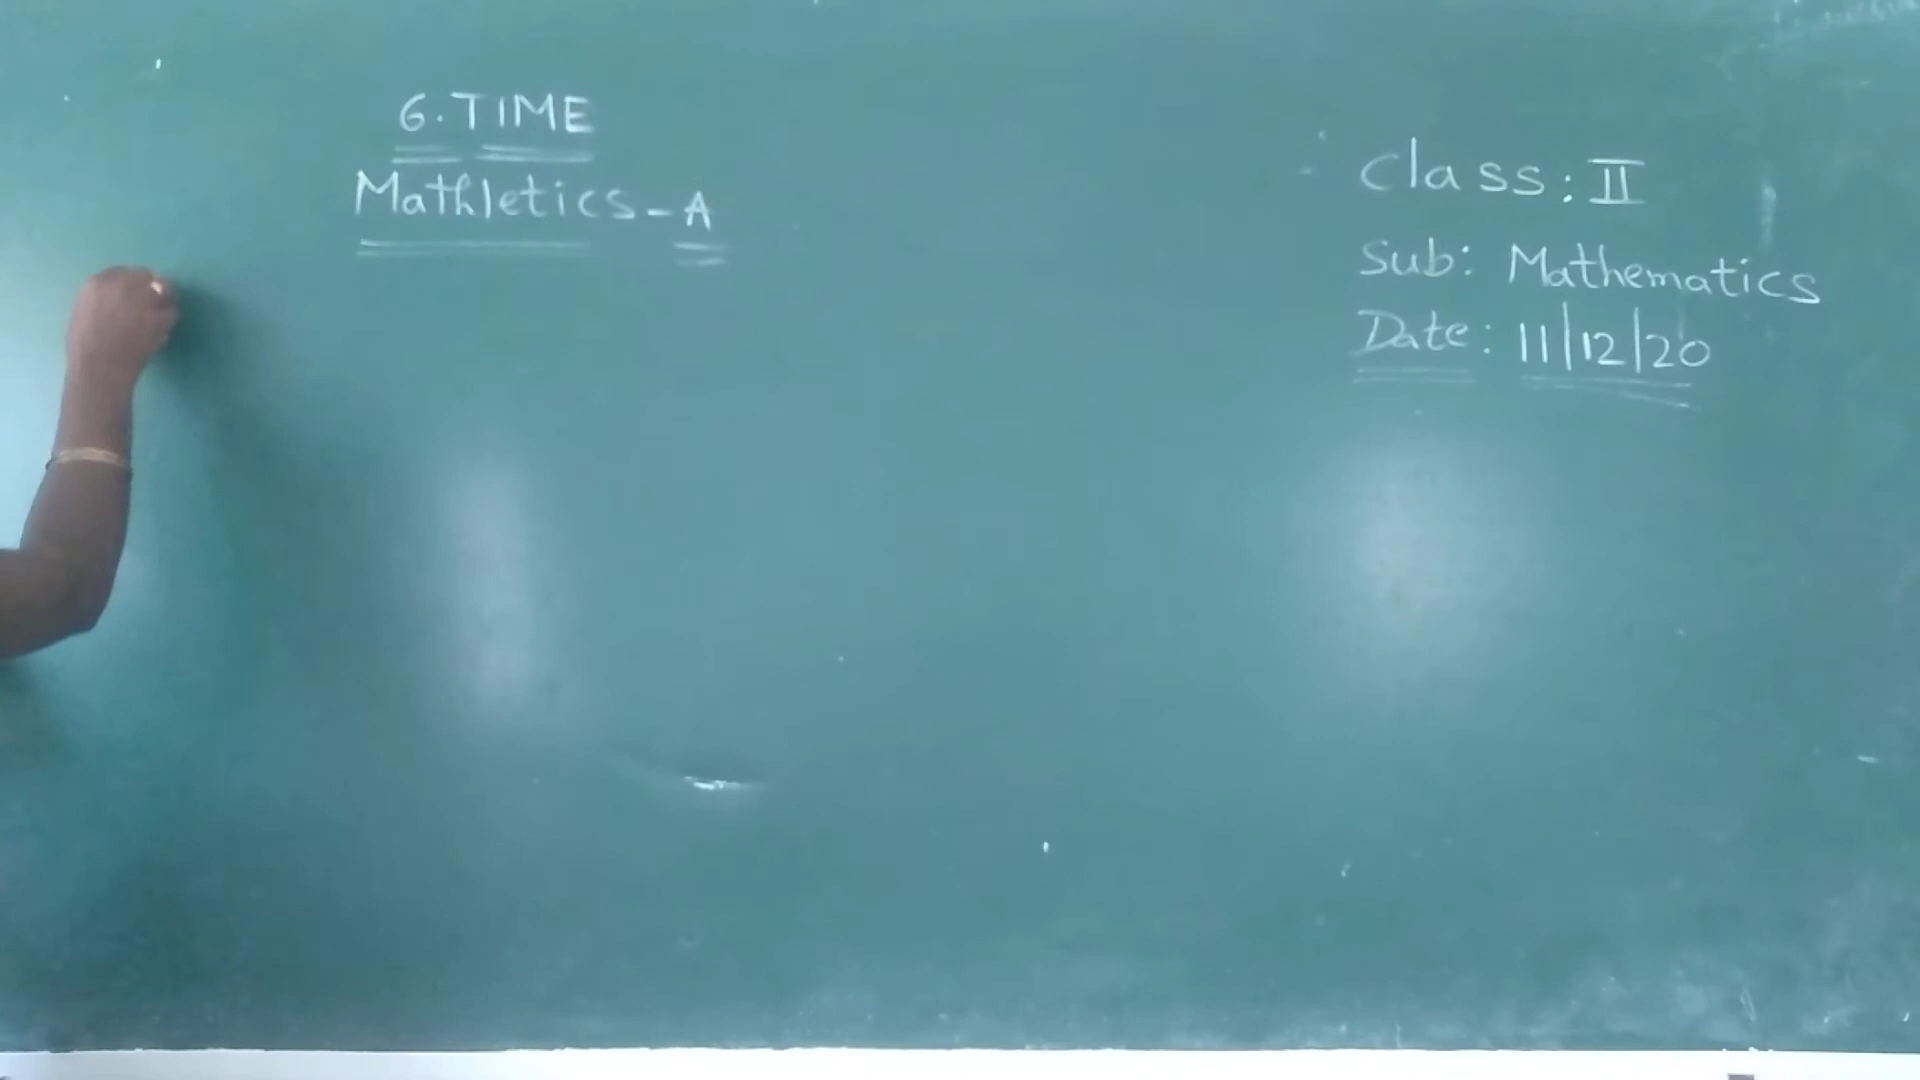 6. TIME
Mathletics - A
Class: II
Sub: Mathematics
Date: 11/12/20